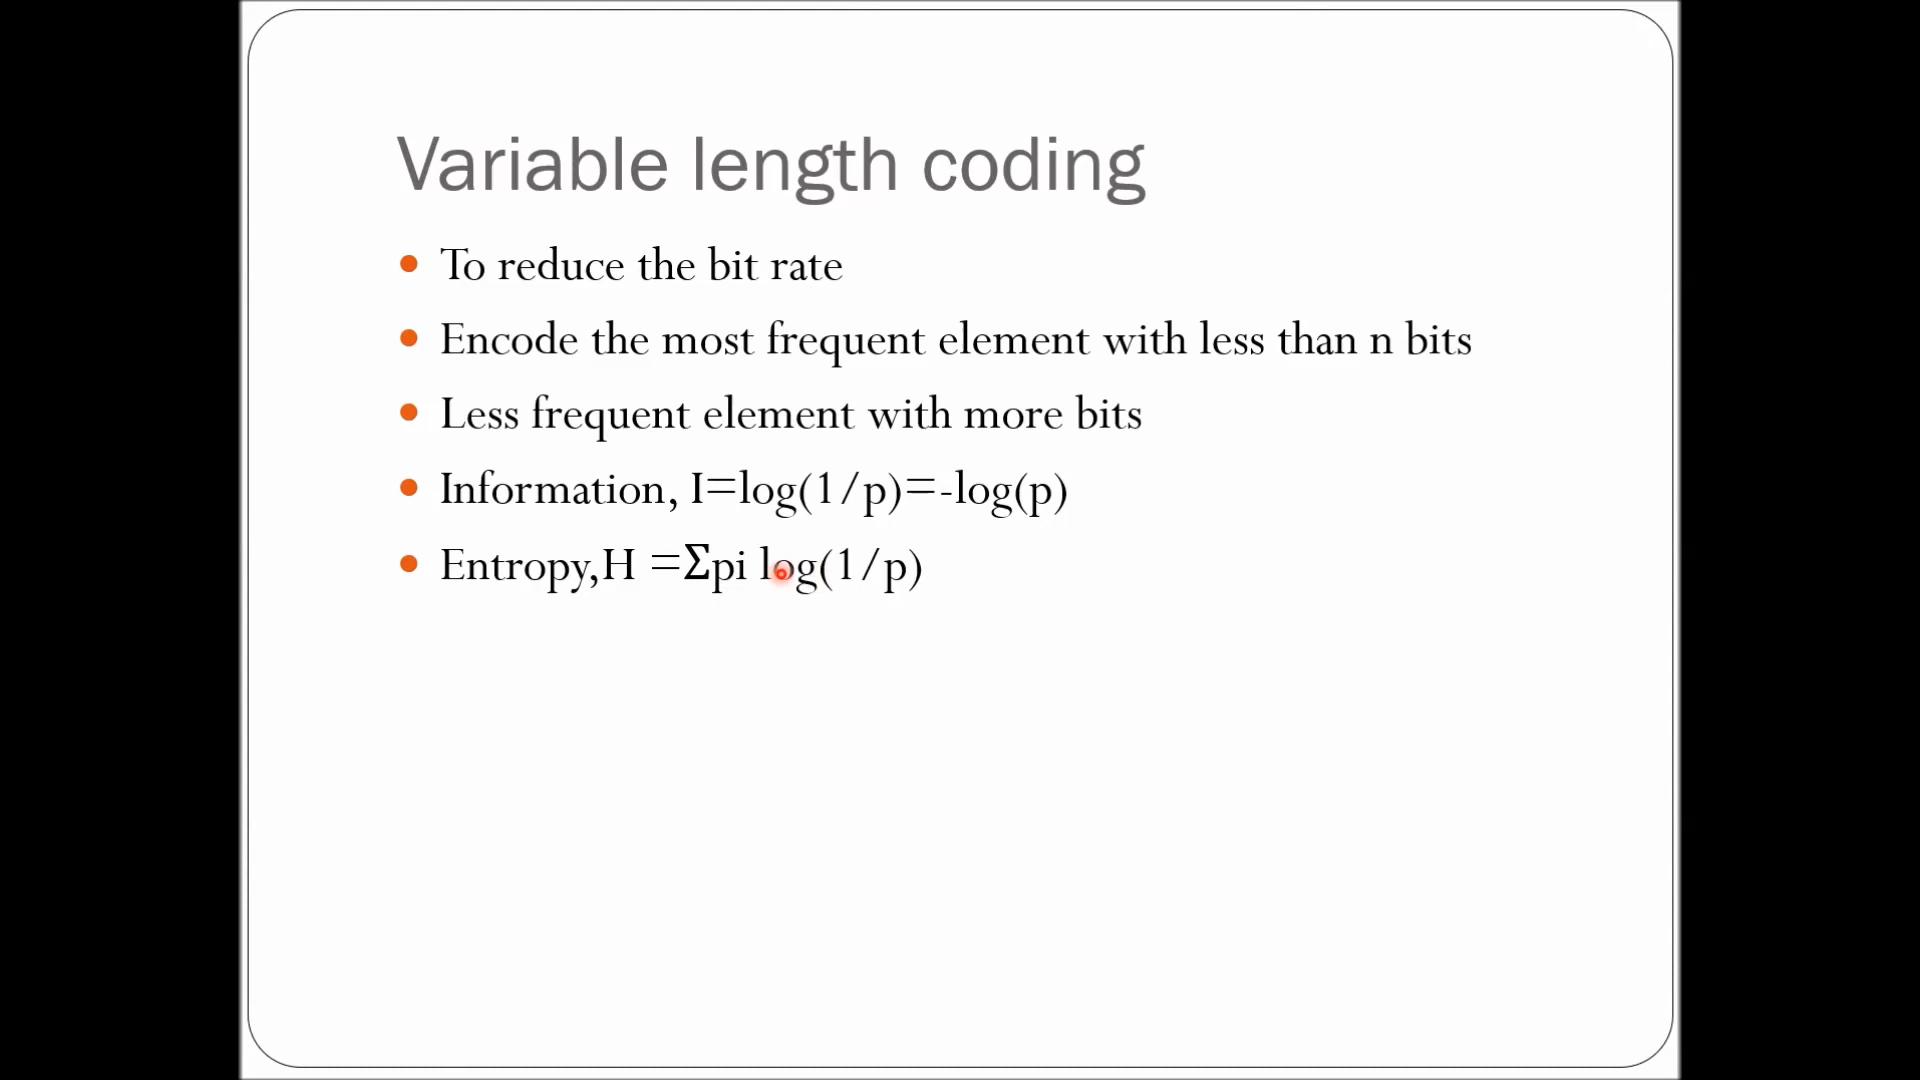 Variable length coding
To reduce the bit rate
Encode the most frequent element with less than n bits
Less frequent element with more bits
Information, I=log(1/p)=-log(p)
Entropy,H =Σpi log(1/p)